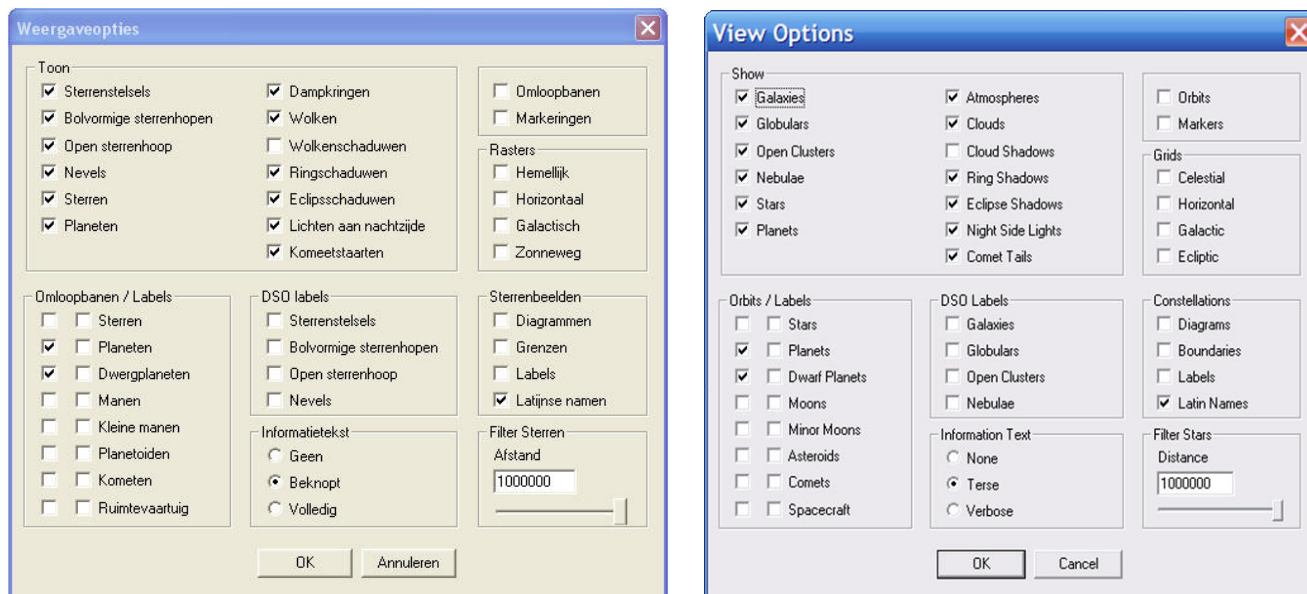 Weergaveopties
Toon
Sterrenstelsels
Bolvormige sterrenhopen
Open sterrenhoop
Nevels
Sterren
Planeten
Dampkringen
Wolken
Wolkenschaduwen
Ringschaduwen
Eclipsschaduwen
Lichten aan nachtzijde
Kometstaarten
Omloopbanen
Markeringen
Rasters
Hemellijk
Horizontaal
Galactisch
Zonneweg
Omloopbanen / Labels
Sterren
Planeten
Dwergplaneten
Manen
Kleine manen
Planetoiden
Kometen
Ruimtevaartuig
DSO labels
Sterrenstelsels
Bolvormige sterrenhopen
Open sterrenhoop
Nevels
Informatietekst
Geen
Beknopt
Volledig
Sterrenbeelden
Diagrammen
Grenzen
Labels
Latijnse namen
Filter Sterren
Afstand
1000000
OK
Annuleren
View Options
Show
Galaxies
Globulars
Open Clusters
Nebulae
Stars
Planets
Atmospheres
Clouds
Cloud Shadows
Ring Shadows
Eclipse Shadows
Night Side Lights
Comet Tails
Orbits
Markers
Grids
Celestial
Horizontal
Galactic
Ecliptic
Orbits / Labels
Stars
Planets
Dwarf Planets
Moons
Minor Moons
Asteroids
Comets
Spacecraft
DSO Labels
Galaxies
Globulars
Open Clusters
Nebulae
Information Text
None
Terse
Verbose
Constellations
Diagrams
Boundaries
Labels
Latin Names
Filter Stars
Distance
1000000
OK
Cancel